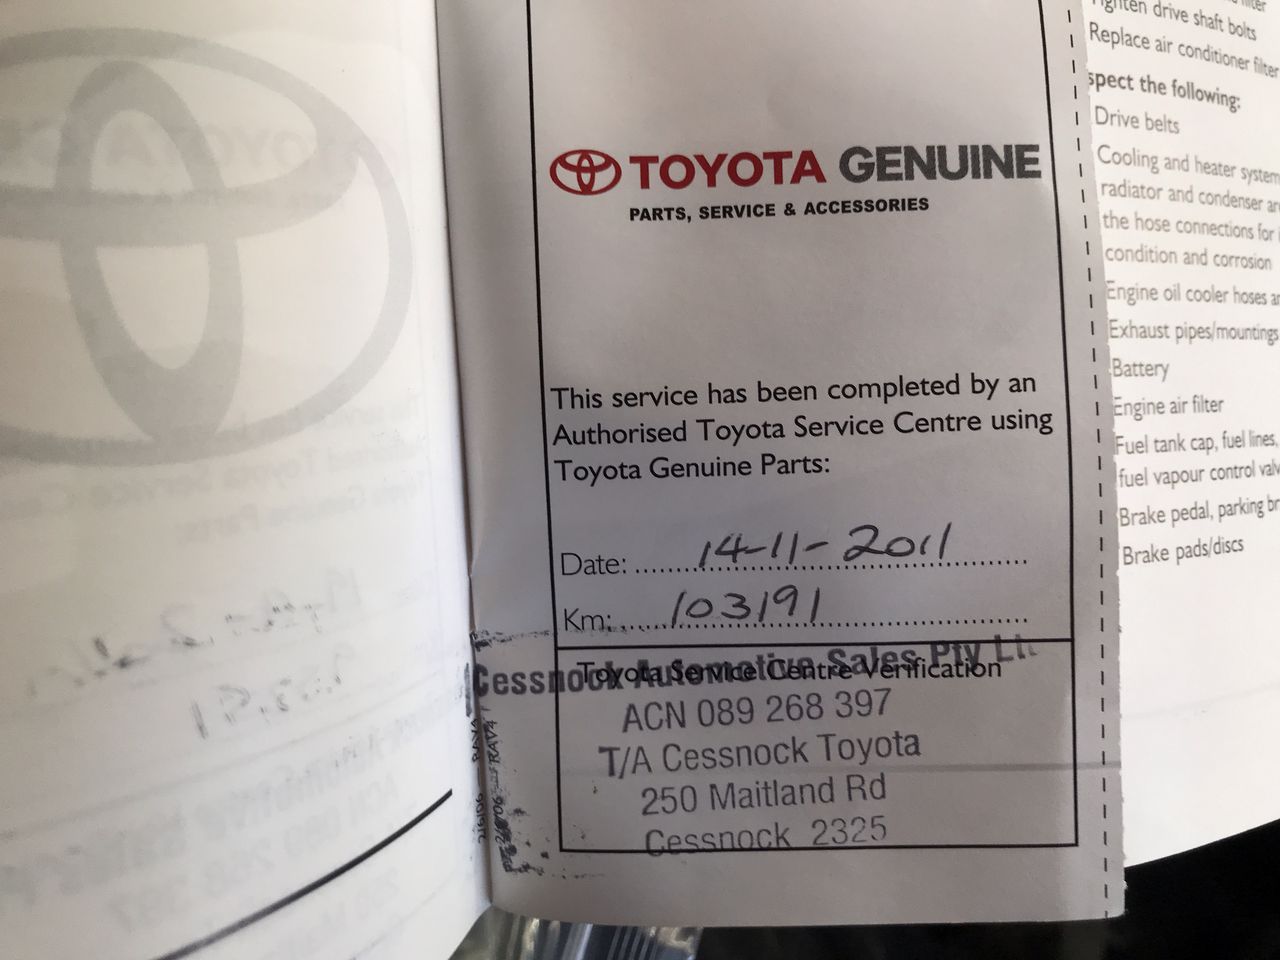 TOYOTA GENUINE
PARTS, SERVICE & ACCESSORIES
This service has been completed by an
Authorised Toyota Service Centre using
Toyota Genuine Parts:
Date: 14-11-2011
Km: 103191
Toyota Service Centre Verification
Cessnock Automotive Sales Pty
ACN 089 268 397
T/A Cessnock Toyota
250 Maitland Rd
Cessnock 2325
drive shaft bolts
Replace air conditioner filter
spect the following:
Drive belts
Cooling and heater system
radiator and condenser
the hose connections for
condition and corrosion
Engine oil cooler hoses
Exhaust pipes/mountings
Battery
Engine air filter
Fuel tank cap, fuel lines,
fuel vapour control
Brake pedal, parking
Brake pads/discs
RAV4